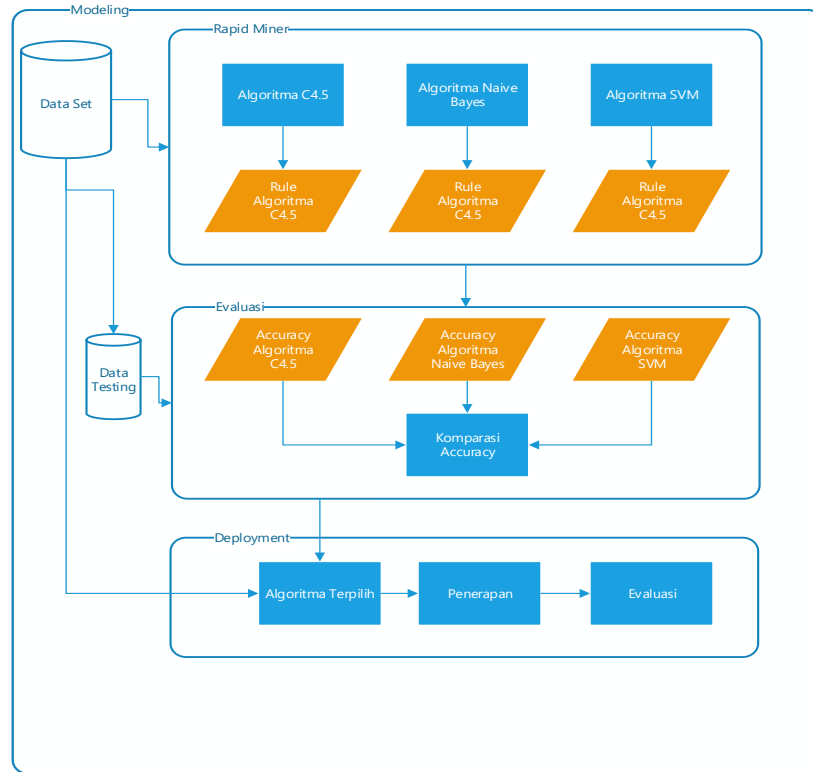 Modeling
Rapid Miner
Data Set
Algoritma C4.5
Algoritma Naive
Bayes
Algoritma SVM
Rule
Algoritma
C4.5
Rule
Algoritma
C4.5
Rule
Algoritma
C4.5
Evaluasi
Data
Testing
Accuracy
Algoritma
C4.5
Accuracy
Algoritma
Naive Bayes
Accuracy
Algoritma
SVM
Komparasi
Accuracy
Deployment
Algoritma Terpilih
Penerapan
Evaluasi